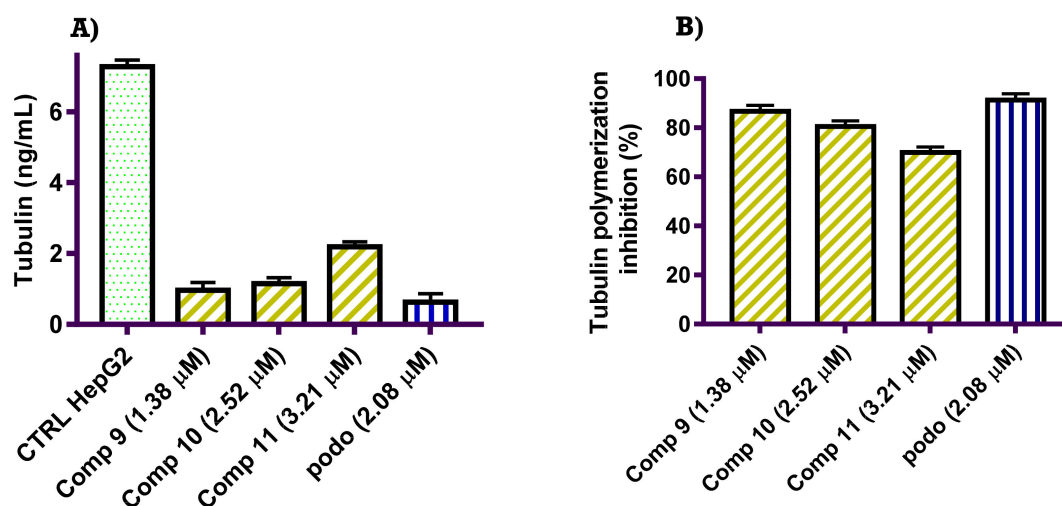 A)
Tubulin (ng/mL)
6
4
2
0
CTRL HepG2
Comp 9 (1.38 µM)
Comp 10 (2.52 µM)
Comp 11 (3.21 µM)
podo (2.08 µM)
B)
Tubulin polymerization
inhibition (%)
100
80
60
40
20
0
Comp 9 (1.38 µM)
Comp 10 (2.52 µM)
Comp 11 (3.21 µM)
podo (2.08 µM)